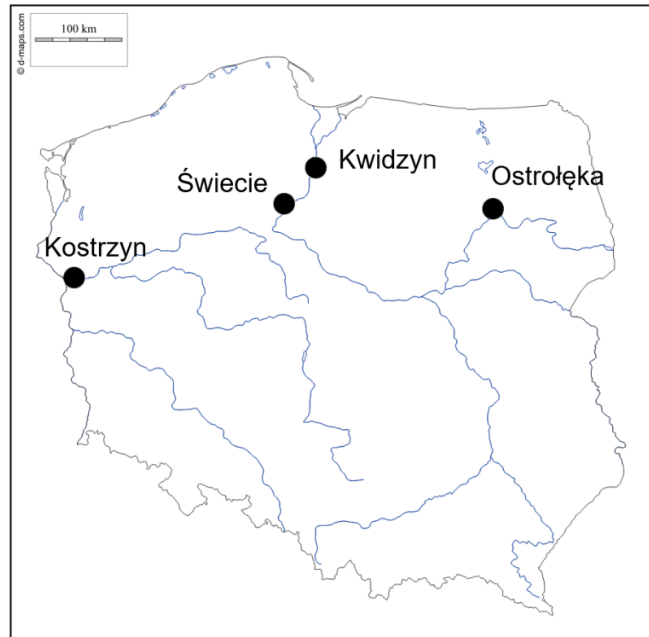 © d-maps.com
100 km
Kwidzyn
Świecie
Ostrołęka
Kostrzyn